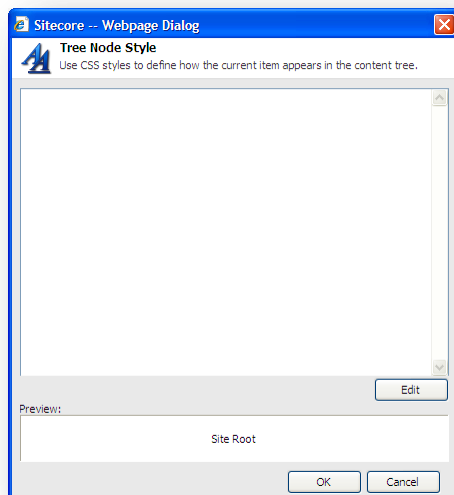 Sitecore -- Webpage Dialog
Tree Node Style
Use CSS styles to define how the current item appears in the content tree.
Edit
Preview:
Site Root
OK
Cancel